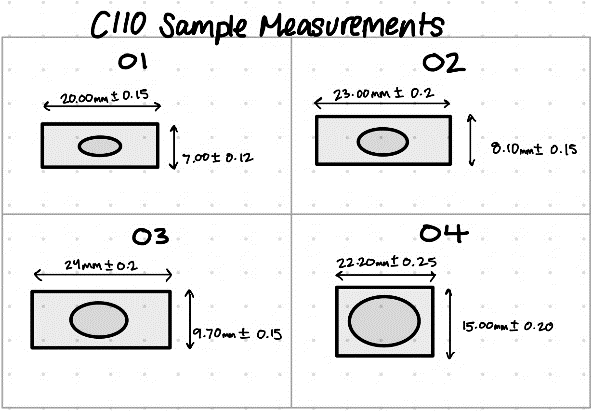 C110 Sample Measurements
01
20.00mm ± 0.15
7.00 ± 0.12
02
23.00mm ± 0.2
8.10mm ± 0.15
03
24mm ± 0.2
9.70mm ± 0.15
04
22.20mm ± 0.25
15.00mm ± 0.20